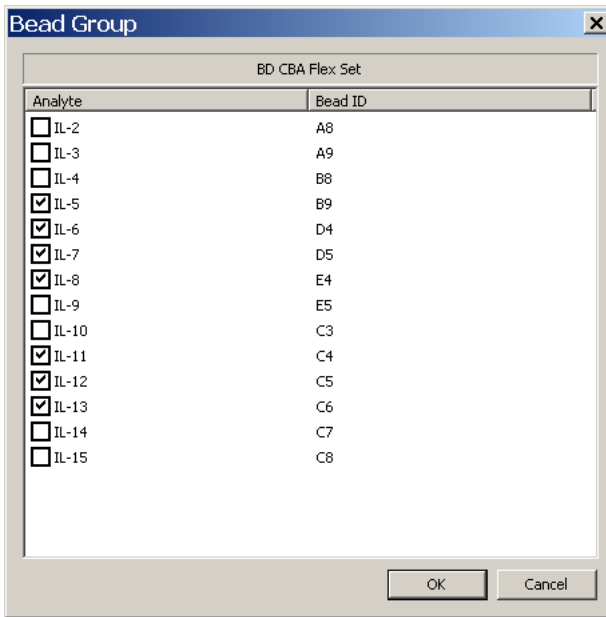 Bead Group
BD CBA Flex Set
Analyte Bead ID
IL-2 A8
IL-3 A9
IL-4 B8
IL-5 B9
IL-6 D4
IL-7 D5
IL-8 E4
IL-9 E5
IL-10 C3
IL-11 C4
IL-12 C5
IL-13 C6
IL-14 C7
IL-15 C8
OK Cancel